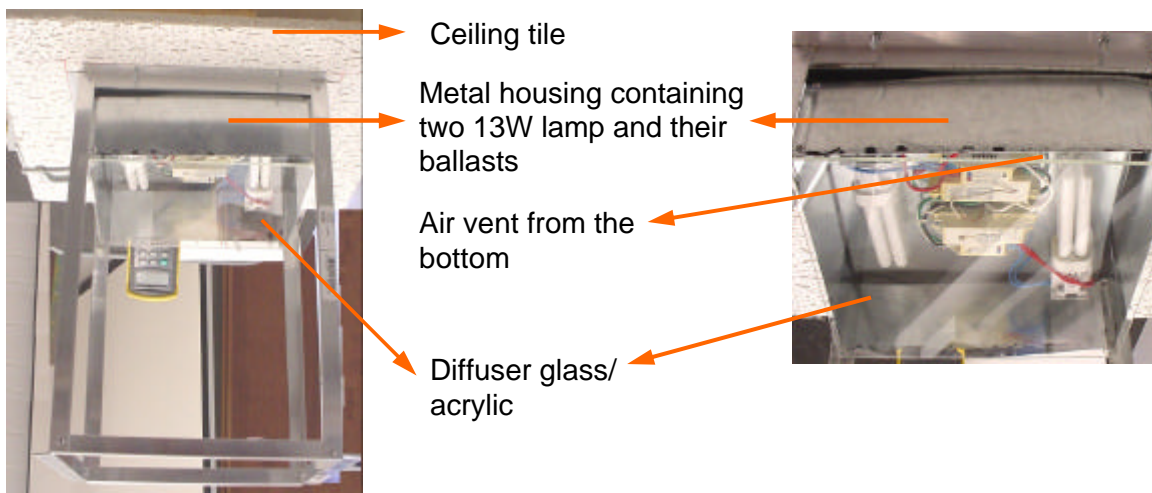 Ceiling tile
Metal housing containing
two 13W lamp and their
ballasts
Air vent from the
bottom
Diffuser glass/
acrylic